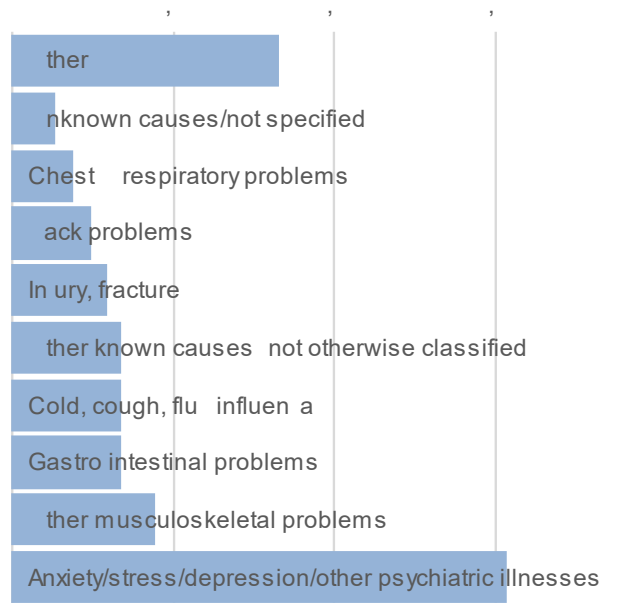 , , ,
ther
nknown causes/not specified
Chest respiratory problems
ack problems
In ury, fracture
ther known causes not otherwise classified
Cold, cough, flu influen a
Gastro intestinal problems
ther musculoskeletal problems
Anxiety/stress/depression/other psychiatric illnesses